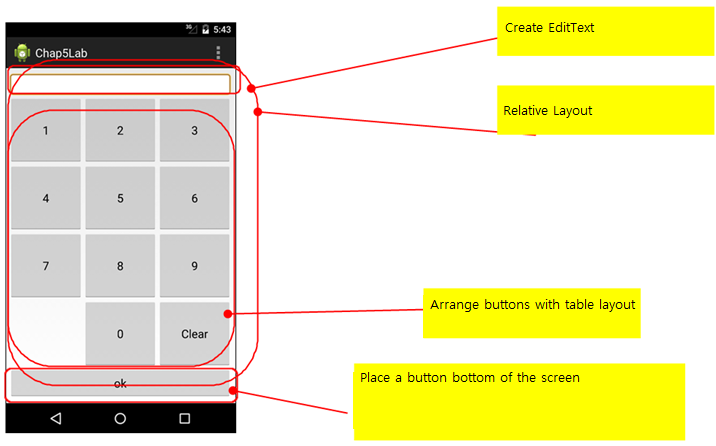 3G 5:43
Chap5Lab
1 2 3
4 5 6
7 8 9
0 Clear
ok
Create EditText
Relative Layout
Arrange buttons with table layout
Place a button bottom of the screen